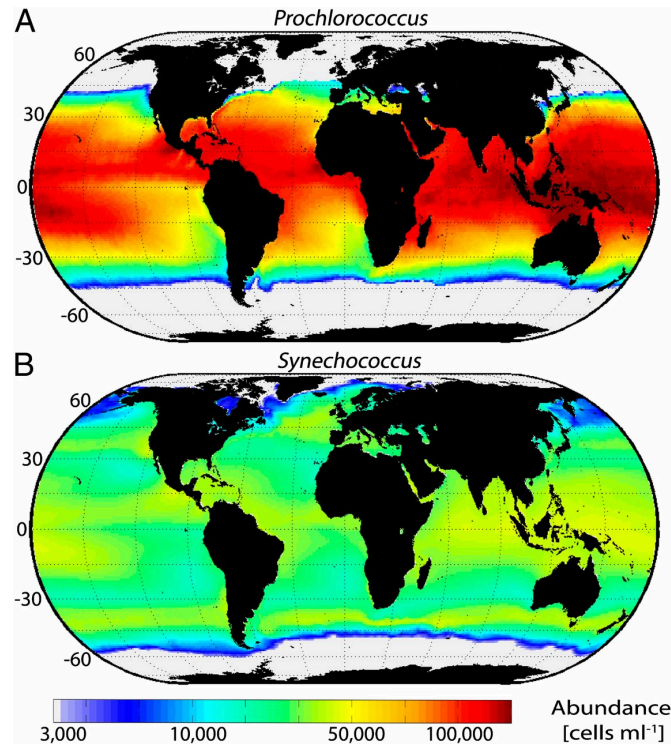 A
Prochlorococcus
60
30
0
-30
-60
B
Synechococcus
60
30
0
-30
-60
3,000 10,000 50,000 100,000
Abundance
[cells ml⁻¹]